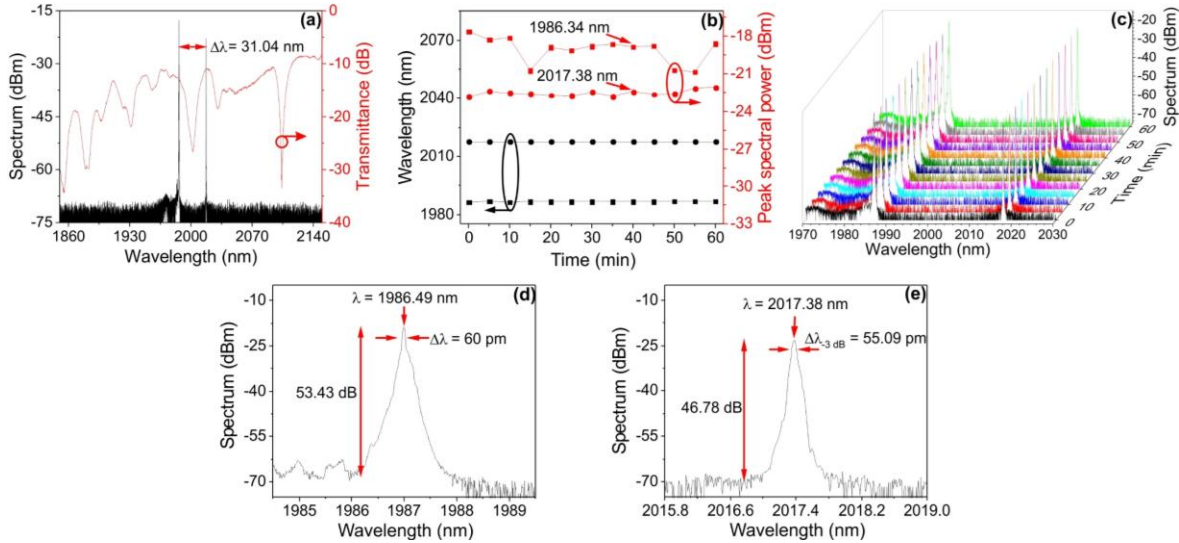 (a)
Δλ= 31.04 nm
Spectrum (dBm)
-15
-30
-45
-60
-75
1860 1930 2000 2070 2140
Wavelength (nm)
0
-10
-20
-30
-40
Transmittance (dB)
(b)
1986.34 nm
2017.38 nm
Wavelength (nm)
2070
2040
2010
1980
0 10 20 30 40 50 60
Time (min)
-18
-21
-24
-27
-31
-33
Peak spectral power (dBm)
(c)
Spectrum (dBm)
-20
-30
-40
-50
-60
-70
60
50
40
30
20
10
0
Time (min)
1970 1980 1990 2000 2010 2020 2030
Wavelength (nm)
(d)
λ = 1986.49 nm
Δλ = 60 pm
53.43 dB
Spectrum (dBm)
-5
-25
-40
-55
-70
1985 1986 1987 1988 1989
Wavelength (nm)
(e)
λ = 2017.38 nm
Δλ-3 dB = 55.09 pm
46.78 dB
Spectrum (dBm)
-5
-25
-40
-55
-70
2015.8 2016.6 2017.4 2018.2 2019.0
Wavelength (nm)